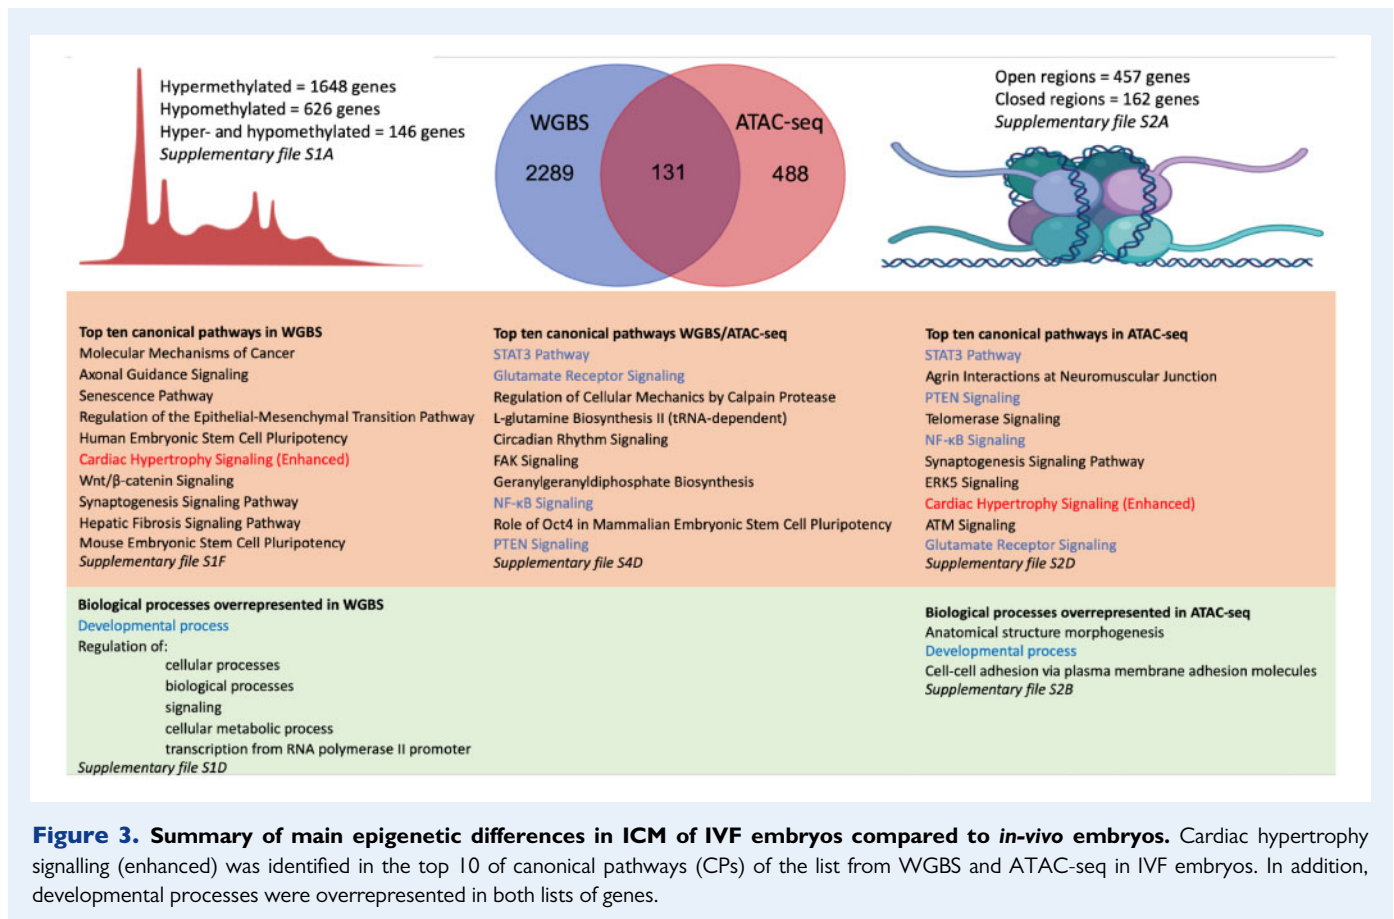 Hypermethylated = 1648 genes
Hypomethylated = 626 genes
Hyper- and hypomethylated = 146 genes
Supplementary file S1A
WGBS
ATAC-seq
2289
131
488
Open regions = 457 genes
Closed regions = 162 genes
Supplementary file S2A
Top ten canonical pathways in WGBS
Molecular Mechanisms of Cancer
Axonal Guidance Signaling
Senescence Pathway
Regulation of the Epithelial-Mesenchymal Transition Pathway
Human Embryonic Stem Cell Pluripotency
Cardiac Hypertrophy Signaling (Enhanced)
Wnt/β-catenin Signaling
Synaptogenesis Signaling Pathway
Hepatic Fibrosis Signaling Pathway
Mouse Embryonic Stem Cell Pluripotency
Supplementary file S1F
Top ten canonical pathways WGBS/ATAC-seq
STAT3 Pathway
Glutamate Receptor Signaling
Regulation of Cellular Mechanics by Calpain Protease
L-glutamine Biosynthesis II (tRNA-dependent)
Circadian Rhythm Signaling
FAK Signaling
Geranylgeranyldiphosphate Biosynthesis
NF-κB Signaling
Role of Oct4 in Mammalian Embryonic Stem Cell Pluripotency
PTEN Signaling
Supplementary file S4D
Top ten canonical pathways in ATAC-seq
STAT3 Pathway
Agrin Interactions at Neuromuscular Junction
PTEN Signaling
Telomerase Signaling
NF-κB Signaling
Synaptogenesis Signaling Pathway
ERK5 Signaling
Cardiac Hypertrophy Signaling (Enhanced)
ATM Signaling
Glutamate Receptor Signaling
Supplementary file S2D
Biological processes overrepresented in WGBS
Developmental process
Regulation of:
cellular processes
biological processes
signaling
cellular metabolic process
transcription from RNA polymerase II promoter
Supplementary file S1D
Biological processes overrepresented in ATAC-seq
Anatomical structure morphogenesis
Developmental process
Cell-cell adhesion via plasma membrane adhesion molecules
Supplementary file S2B
Figure 3. Summary of main epigenetic differences in ICM of IVF embryos compared to in-vivo embryos. Cardiac hypertrophy
signalling (enhanced) was identified in the top 10 of canonical pathways (CPs) of the list from WGBS and ATAC-seq in IVF embryos. In addition,
developmental processes were overrepresented in both lists of genes.